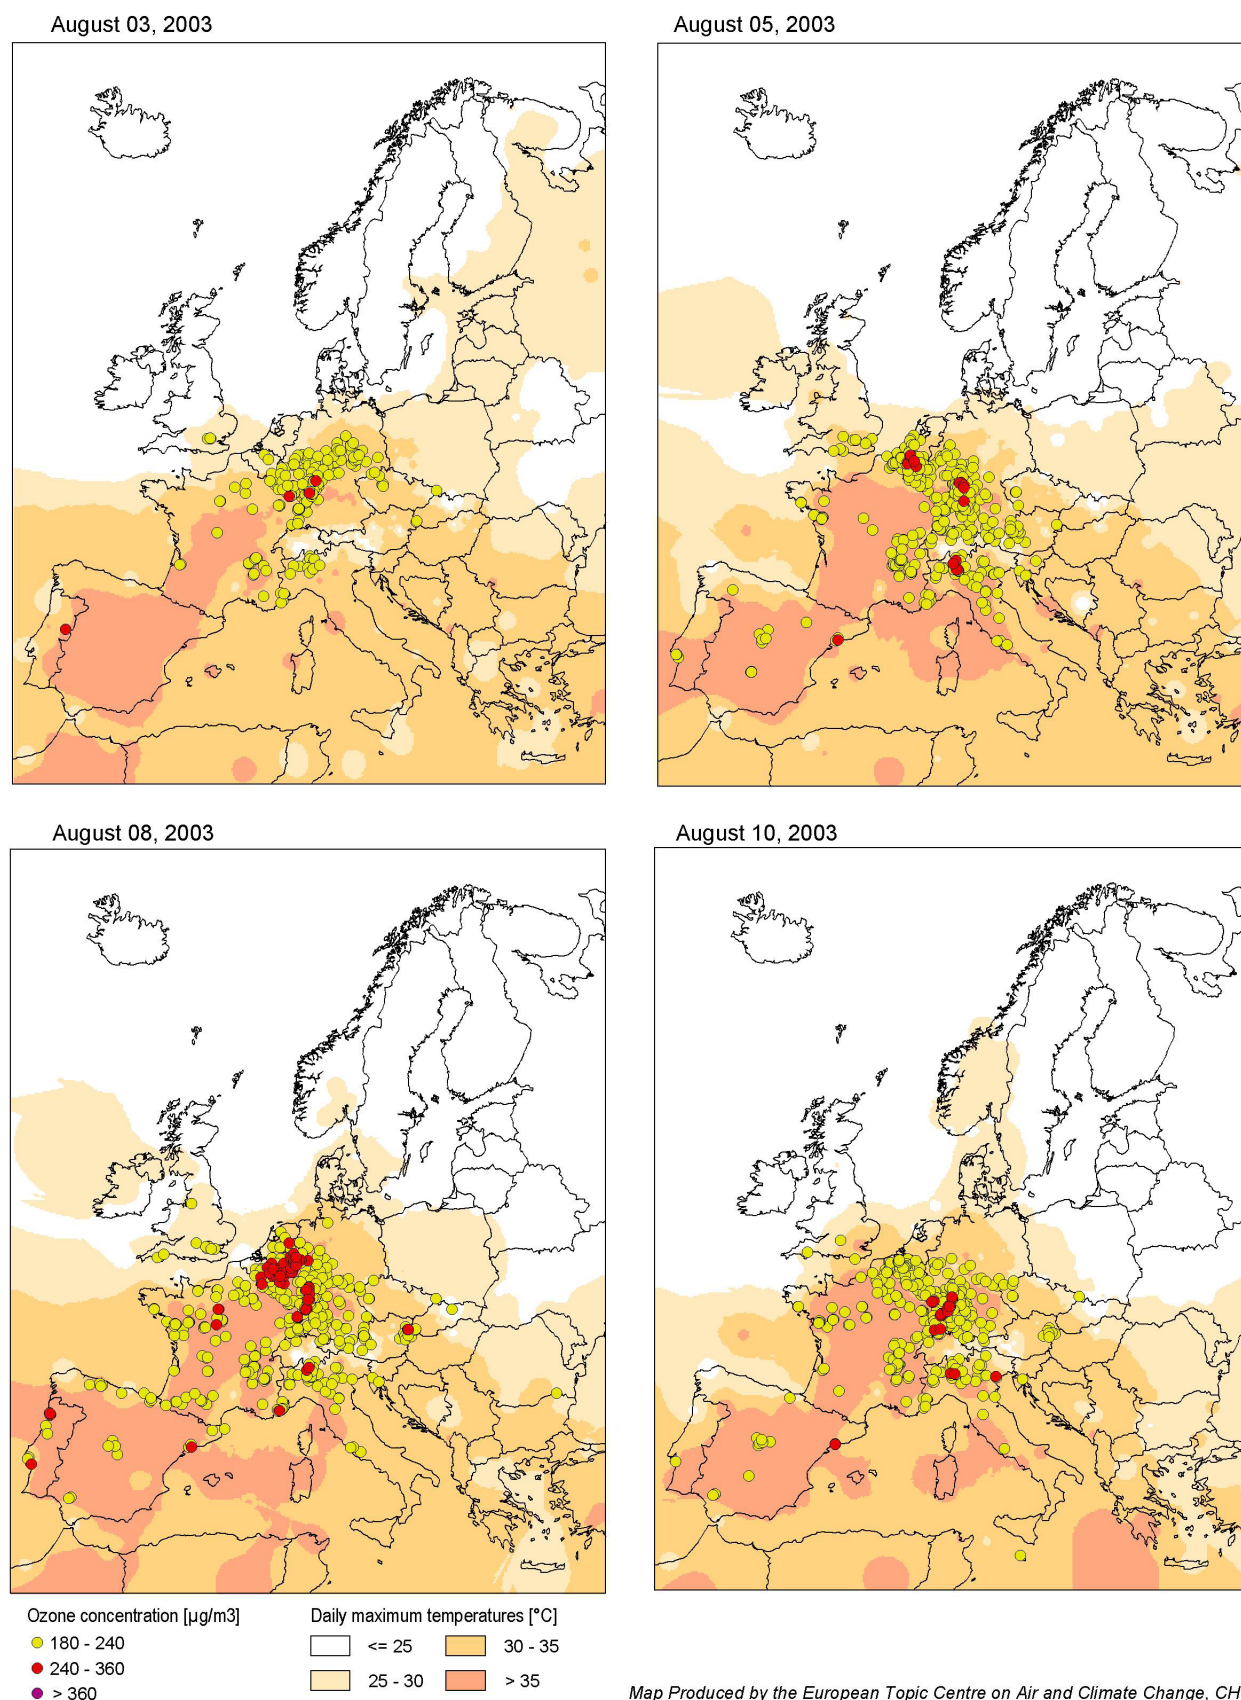 August 03, 2003
August 05, 2003
August 08, 2003
August 10, 2003
Ozone concentration [µg/m3]
180 - 240
240 - 360
> 360
Daily maximum temperatures [°C]
<= 25
30 - 35
25 - 30
> 35
Map Produced by the European Topic Centre on Air and Climate Change, CH